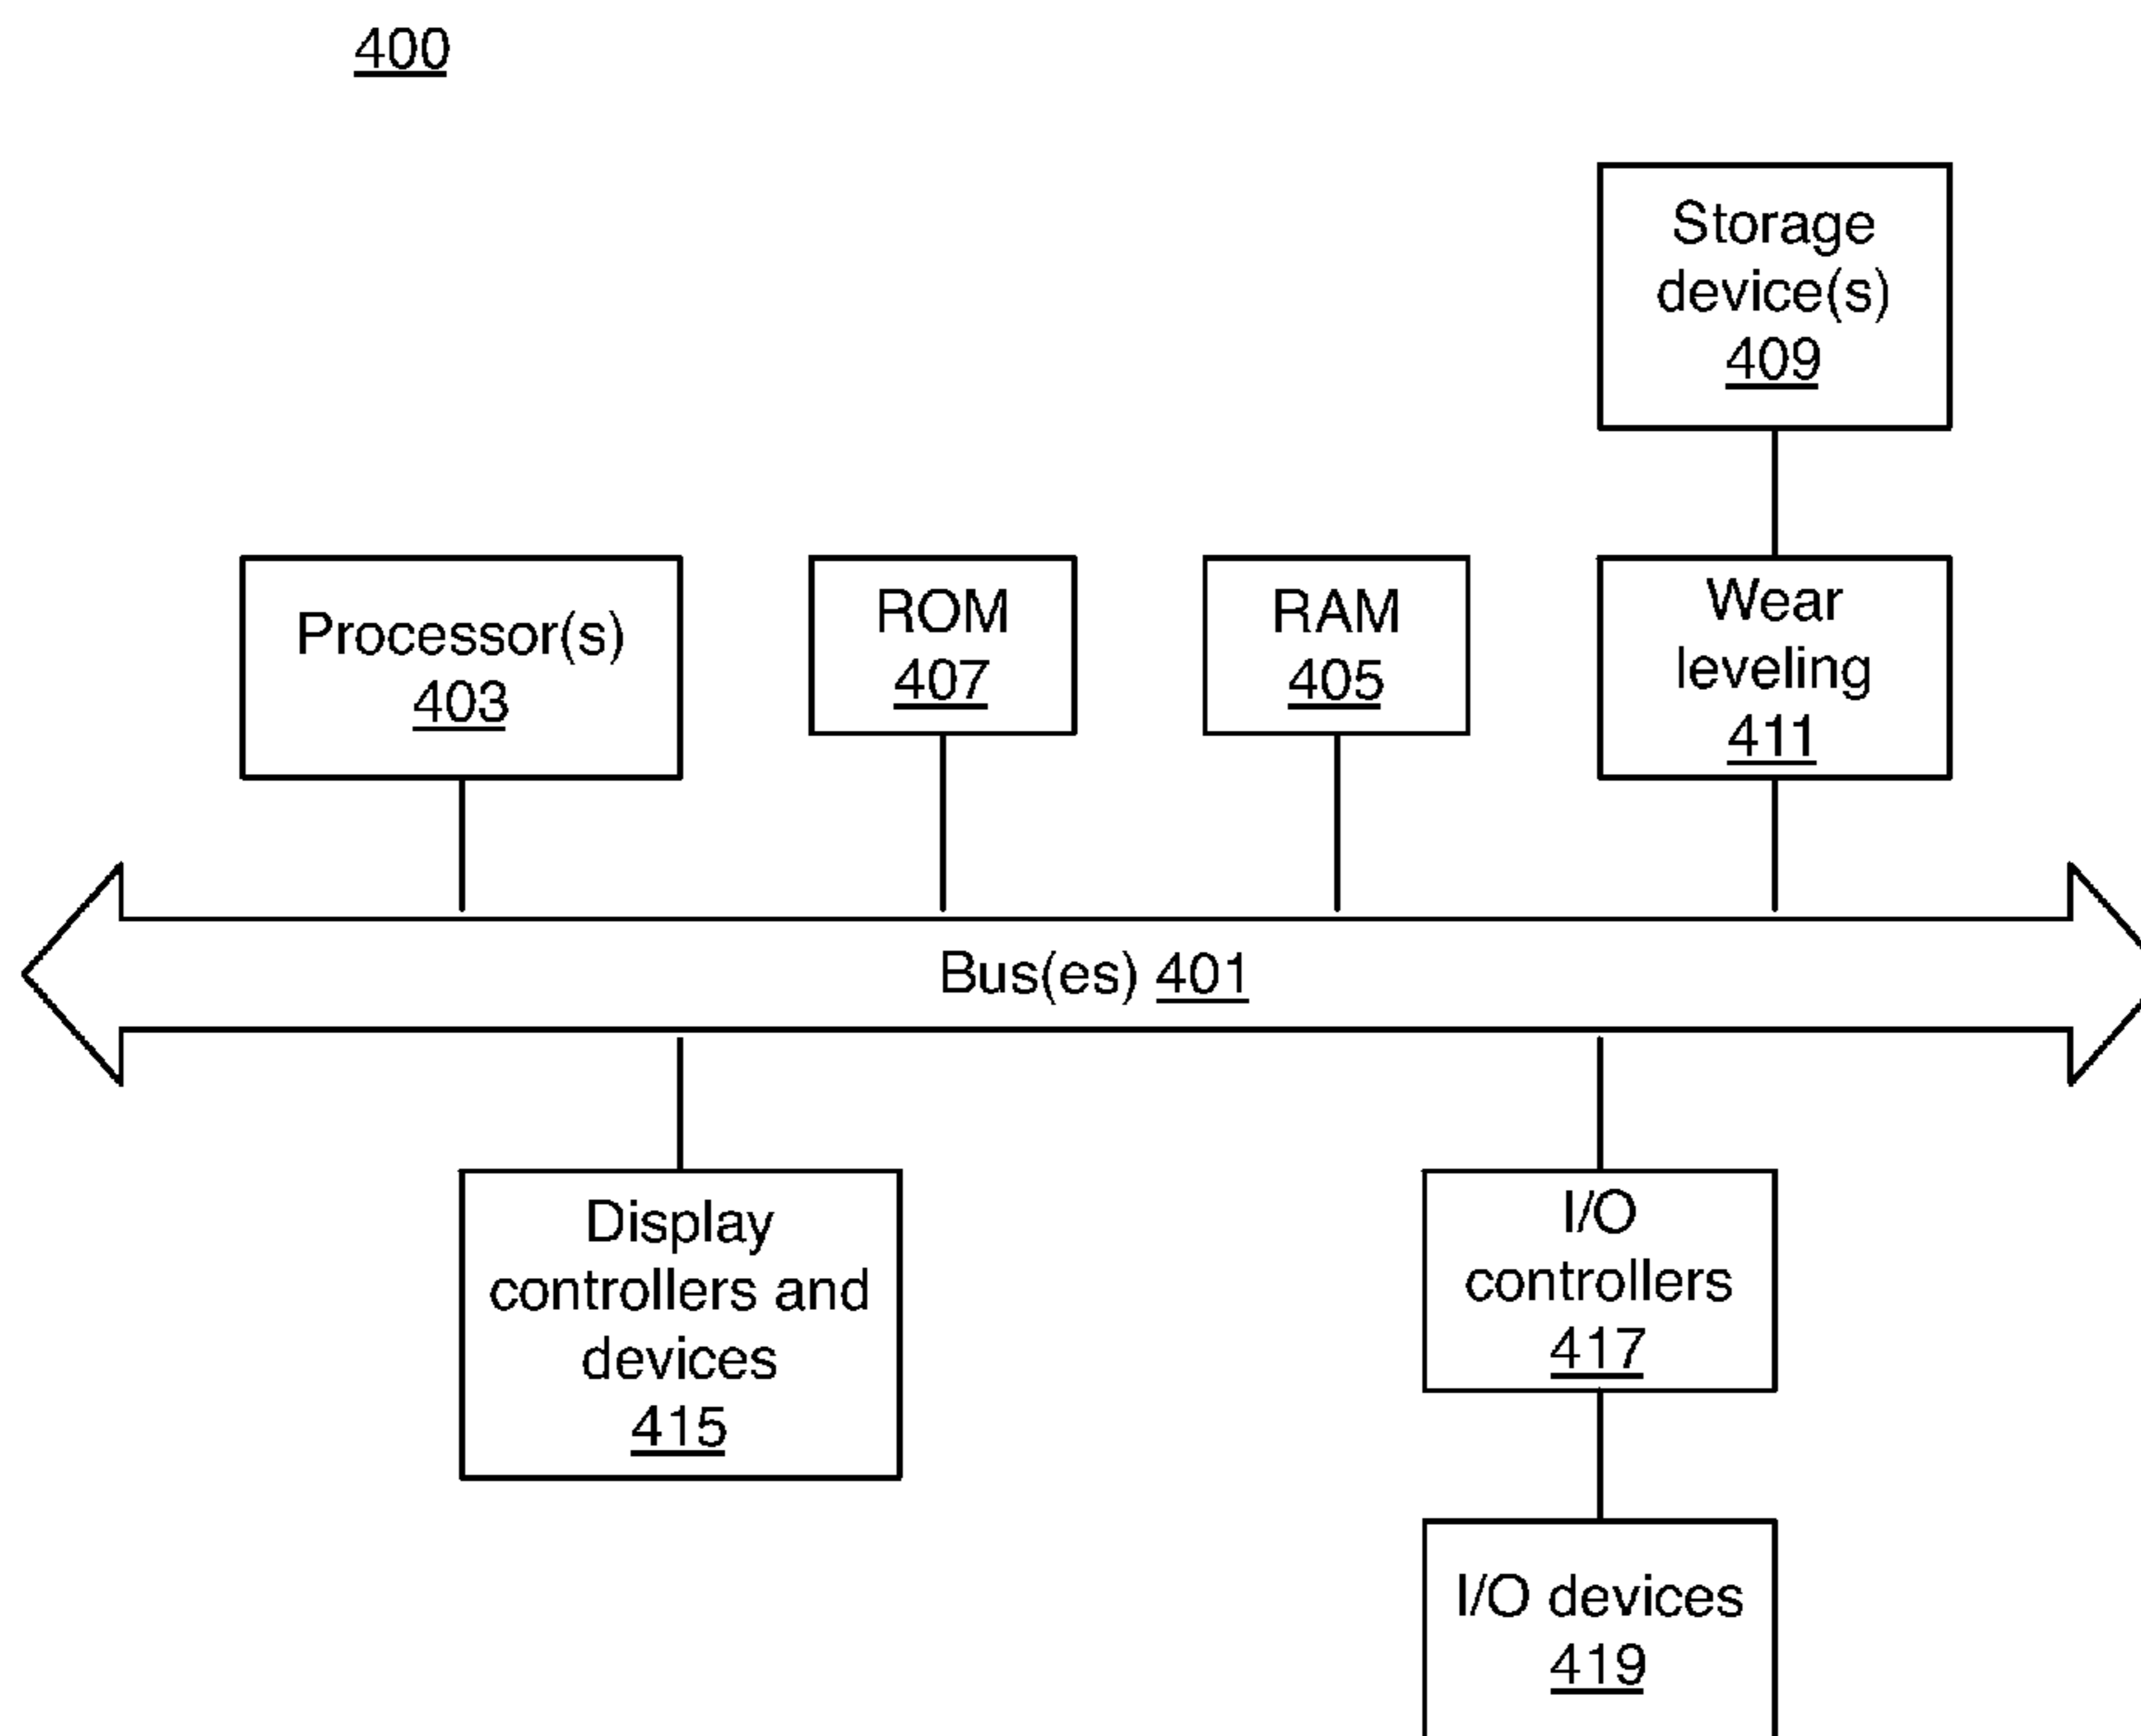 400
Storage
device(s)
409
Processor(s)
403
ROM
407
RAM
405
Wear
leveling
411
Bus(es) 401
Display
controllers and
devices
415
I/O
controllers
417
I/O devices
419